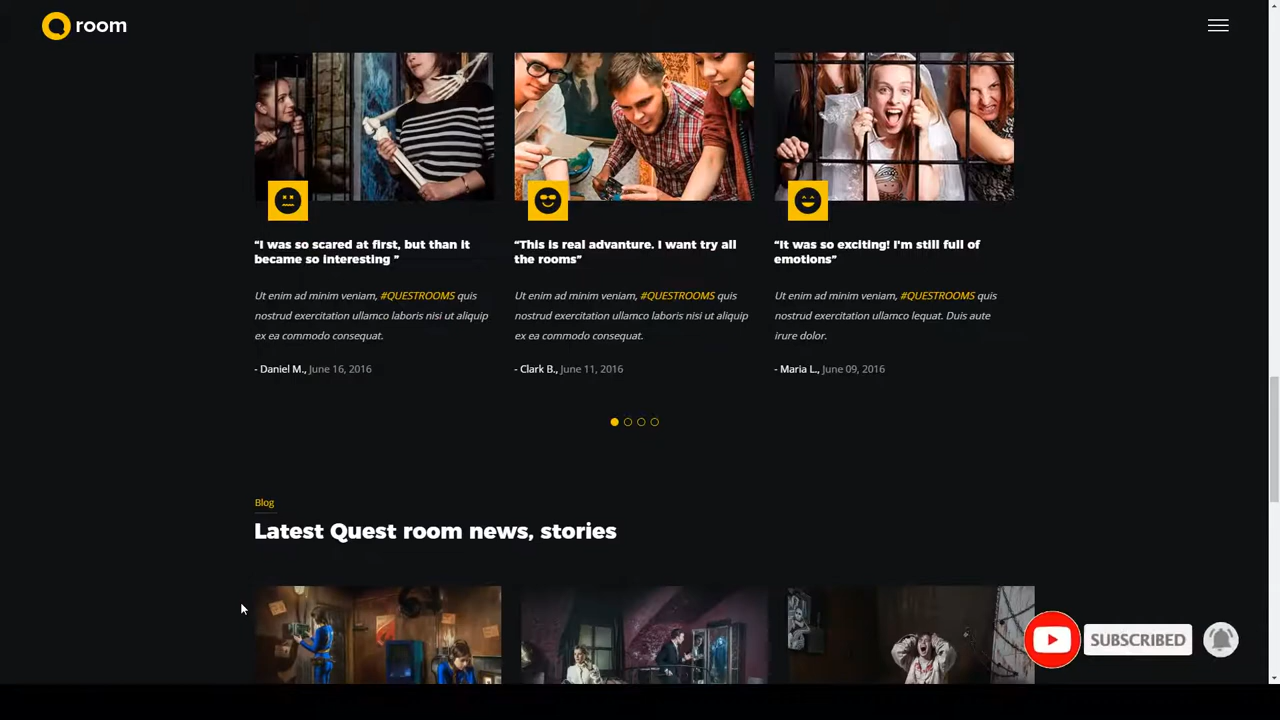 room
“I was so scared at first, but than it
became so interesting ”
Ut enim ad minim veniam, #QUESTROOMS quis
nostrud exercitation ullamco laboris nisi ut aliquip
ex ea commodo consequat.
- Daniel M., June 16, 2016
“This is real advanture. I want try all
the rooms”
Ut enim ad minim veniam, #QUESTROOMS quis
nostrud exercitation ullamco laboris nisi ut aliquip
ex ea commodo consequat.
- Clark B., June 11, 2016
“It was so exciting! I'm still full of
emotions”
Ut enim ad minim veniam, #QUESTROOMS quis
nostrud exercitation ullamco lequat. Duis aute
irure dolor.
- Maria L., June 09, 2016
Blog
Latest Quest room news, stories
SUBSCRIBED